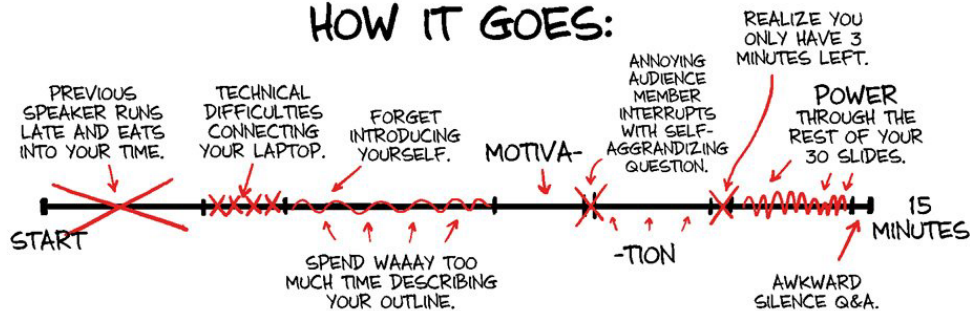 HOW IT GOES:
PREVIOUS
SPEAKER RUNS
LATE AND EATS
INTO YOUR TIME.
TECHNICAL
DIFFICULTIES
CONNECTING
YOUR LAPTOP.
FORGET
INTRODUCING
YOURSELF.
MOTIVA-
ANNOYING
AUDIENCE
MEMBER
INTERRUPTS
WITH SELF-
AGGRANDIZING
QUESTION.
REALIZE YOU
ONLY HAVE 3
MINUTES LEFT.
POWER
THROUGH THE
REST OF YOUR
30 SLIDES.
START
SPEND WAAAY TOO
MUCH TIME DESCRIBING
YOUR OUTLINE.
-TION
15
MINUTES
AWKWARD
SILENCE Q&A.